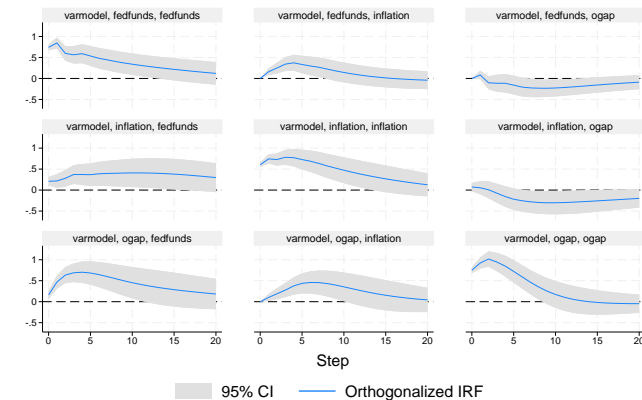 varmodel, fedfunds, fedfunds
varmodel, fedfunds, inflation
varmodel, fedfunds, ogap
1
.5
0
-.5
varmodel, inflation, fedfunds
varmodel, inflation, inflation
varmodel, inflation, ogap
1
.5
0
-.5
varmodel, ogap, fedfunds
varmodel, ogap, inflation
varmodel, ogap, ogap
1
.5
0
-.5
0 5 10 15 20 0 5 10 15 20 0 5 10 15 20
Step
95% CI Orthogonalized IRF